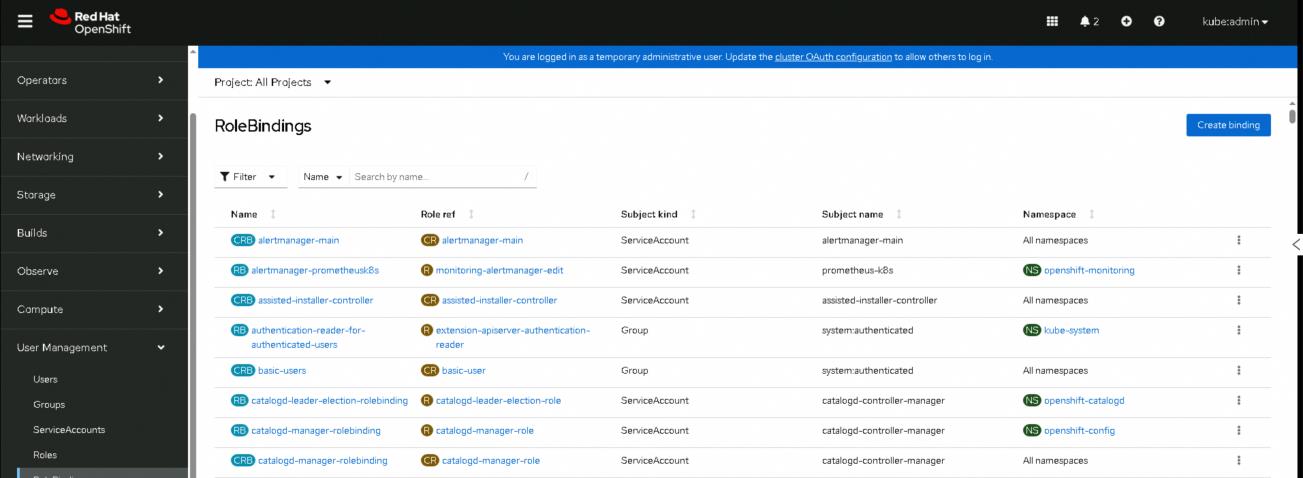 Red Hat
OpenShift
2
kube:admin
You are logged in as a temporary administrative user. Update the cluster OAuth configuration to allow others to log in.
Operators
Workloads
Networking
Storage
Builds
Observe
Compute
User Management
Users
Groups
ServiceAccounts
Roles
Project: All Projects
RoleBindings
Create binding
Filter Name Search by name... /
Name Role ref Subject kind Subject name Namespace
CRB alertmanager-main CR alertmanager-main ServiceAccount alertmanager-main All namespaces
RB alertmanager-prometheusk8s R monitoring-alertmanager-edit ServiceAccount prometheus-k8s NS openshift-monitoring
CRB assisted-installer-controller CR assisted-installer-controller ServiceAccount assisted-installer-controller All namespaces
RB authentication-reader-for- R extension-apiserver-authentication- Group system:authenticated NS kube-system
authenticated-users reader
CRB basic-users CR basic-user Group system:authenticated All namespaces
RB catalogd-leader-election-rolebinding R catalogd-leader-election-role ServiceAccount catalogd-controller-manager NS openshift-catalogd
RB catalogd-manager-rolebinding R catalogd-manager-role ServiceAccount catalogd-controller-manager NS openshift-config
CRB catalogd-manager-rolebinding CR catalogd-manager-role ServiceAccount catalogd-controller-manager All namespaces